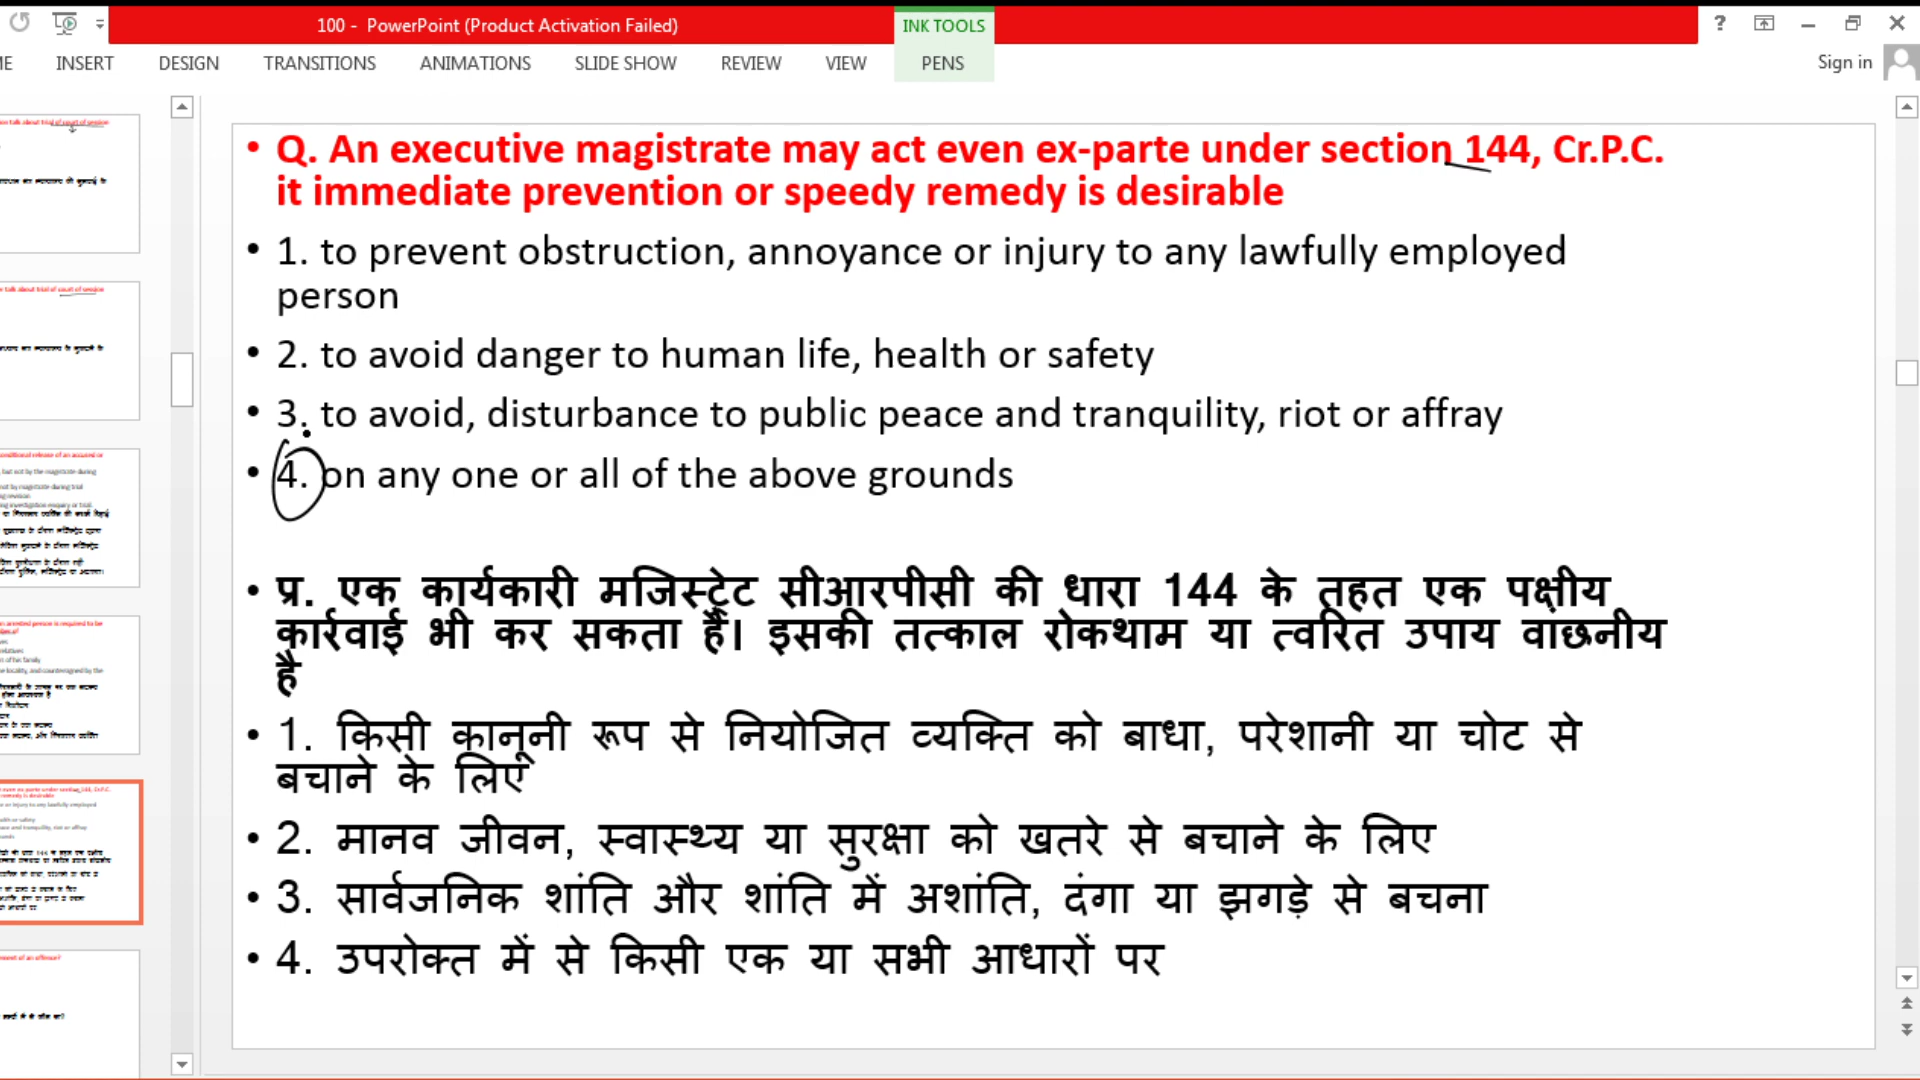 100 - PowerPoint (Product Activation Failed)
INK TOOLS
?
INSERT
DESIGN
TRANSITIONS
ANIMATIONS
SLIDE SHOW
REVIEW
VIEW
PENS
Sign in
• Q. An executive magistrate may act even ex-parte under section 144, Cr.P.C.
it immediate prevention or speedy remedy is desirable
• 1. to prevent obstruction, annoyance or injury to any lawfully employed
person
• 2. to avoid danger to human life, health or safety
• 3. to avoid, disturbance to public peace and tranquility, riot or affray
• 4. on any one or all of the above grounds
• प्र. एक कार्यकारी मजिस्ट्रेट सीआरपीसी की धारा 144 के तहत एक पक्षीय
कार्रवाई भी कर सकता है। इसकी तत्काल रोकथाम या त्वरित उपाय वांछनीय
है
• 1. किसी कानूनी रूप से नियोजित व्यक्ति को बाधा, परेशानी या चोट से
बचाने के लिए
• 2. मानव जीवन, स्वास्थ्य या सुरक्षा को खतरे से बचाने के लिए
• 3. सार्वजनिक शांति और शांति में अशांति, दंगा या झगड़े से बचना
• 4. उपरोक्त में से किसी एक या सभी आधारों पर